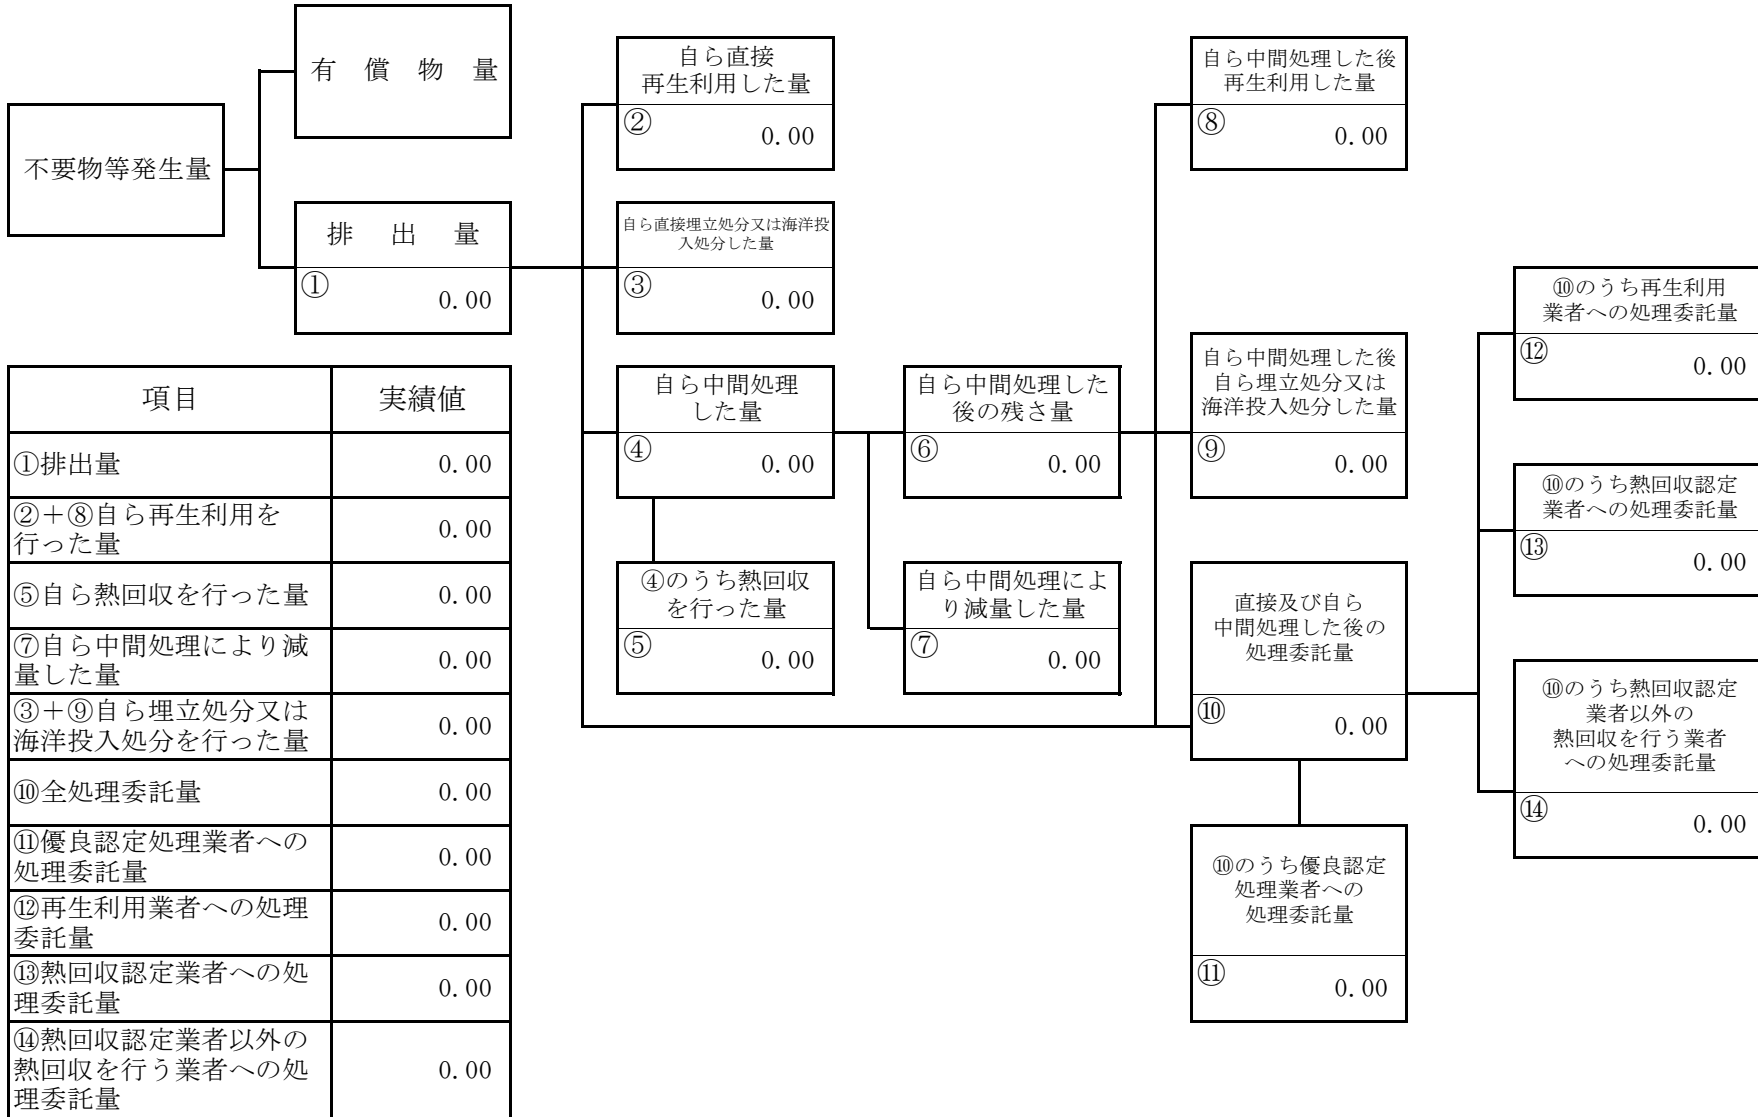 不要物等発生量
有　償　物　量
排　出　量
①
0.00
自ら直接
再生利用した量
②
0.00
自ら直接埋立処分又は海洋投
入処分した量
③
0.00
自ら中間処理
した量
④
0.00
④のうち熱回収
を行った量
⑤
0.00
自ら中間処理した
後の残さ量
⑥
0.00
自ら中間処理によ
り減量した量
⑦
0.00
自ら中間処理した後
再生利用した量
⑧
0.00
自ら中間処理した後
自ら埋立処分又は
海洋投入処分した量
⑨
0.00
直接及び自ら
中間処理した後の
処理委託量
⑩
0.00
⑩のうち優良認定
処理業者への
処理委託量
⑪
0.00
⑩のうち再生利用
業者への処理委託量
⑫
0.00
⑩のうち熱回収認定
業者への処理委託量
⑬
0.00
⑩のうち熱回収認定
業者以外の
熱回収を行う業者
への処理委託量
⑭
0.00
項目 実績値
①排出量 0.00
②＋⑧自ら再生利用を
行った量 0.00
⑤自ら熱回収を行った量 0.00
⑦自ら中間処理により減
量した量 0.00
③＋⑨自ら埋立処分又は
海洋投入処分を行った量 0.00
⑩全処理委託量 0.00
⑪優良認定処理業者への
処理委託量 0.00
⑫再生利用業者への処理
委託量 0.00
⑬熱回収認定業者への処
理委託量 0.00
⑭熱回収認定業者以外の
熱回収を行う業者への処
理委託量 0.00